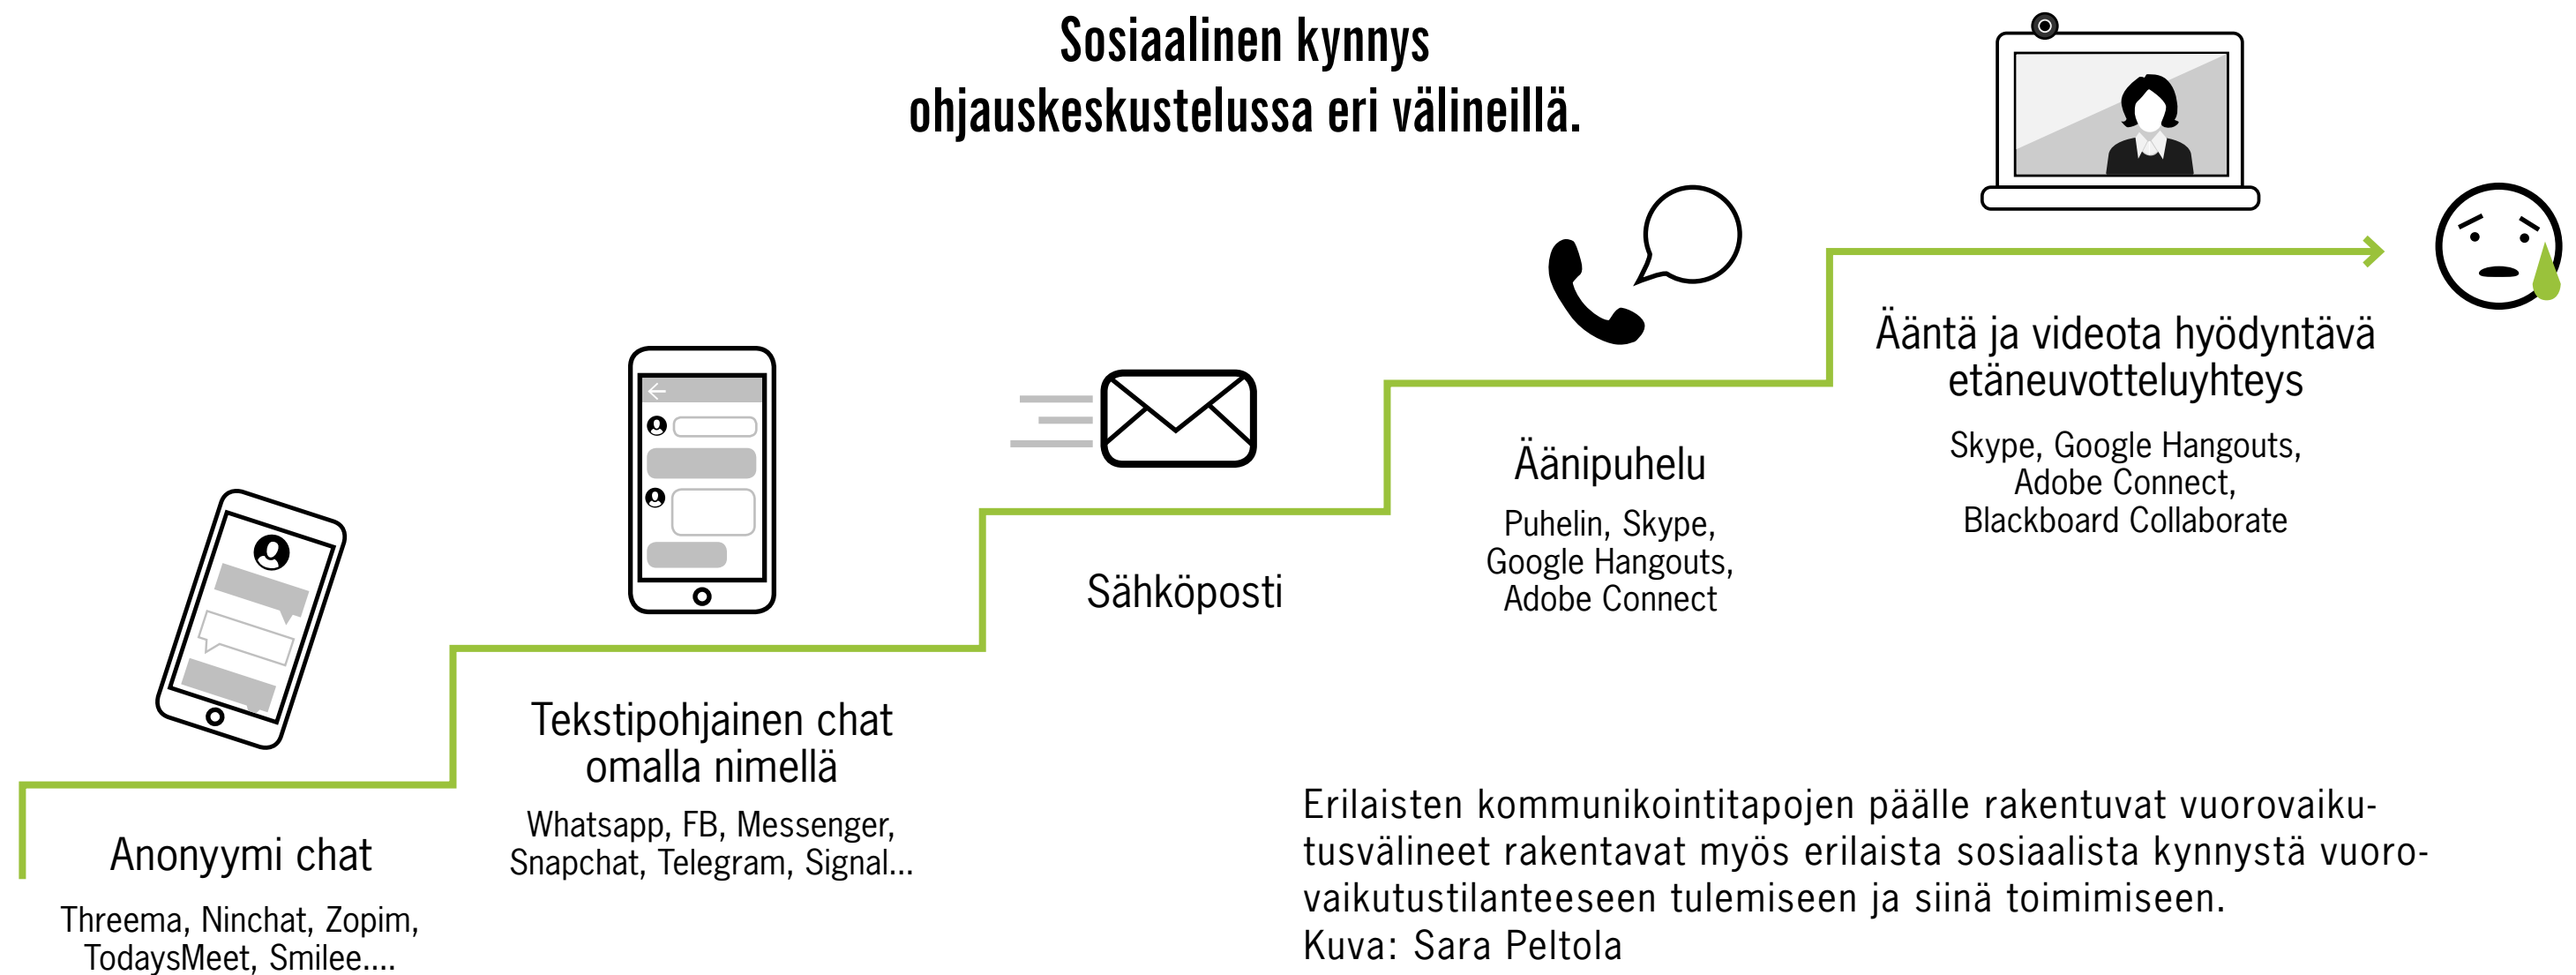 Sosiaalinen kynnys
ohjauskeskustelussa eri välineillä.
Anonyymi chat
Threema, Ninchat, Zopim,
TodaysMeet, Smilee....
Tekstipohjainen chat
omalla nimellä
Whatsapp, FB, Messenger,
Snapchat, Telegram, Signal...
Sähköposti
Äänipuhelu
Puhelin, Skype,
Google Hangouts,
Adobe Connect
Ääntä ja videota hyödyntävä
etäneuvotteluyhteys
Skype, Google Hangouts,
Adobe Connect,
Blackboard Collaborate
Erilaisten kommunikointitapojen päälle rakentuvat vuorovaiku-
tusvälineet rakentavat myös erilaista sosiaalista kynnystä vuoro-
vaikutustilanteeseen tulemiseen ja siinä toimimiseen.
Kuva: Sara Peltola